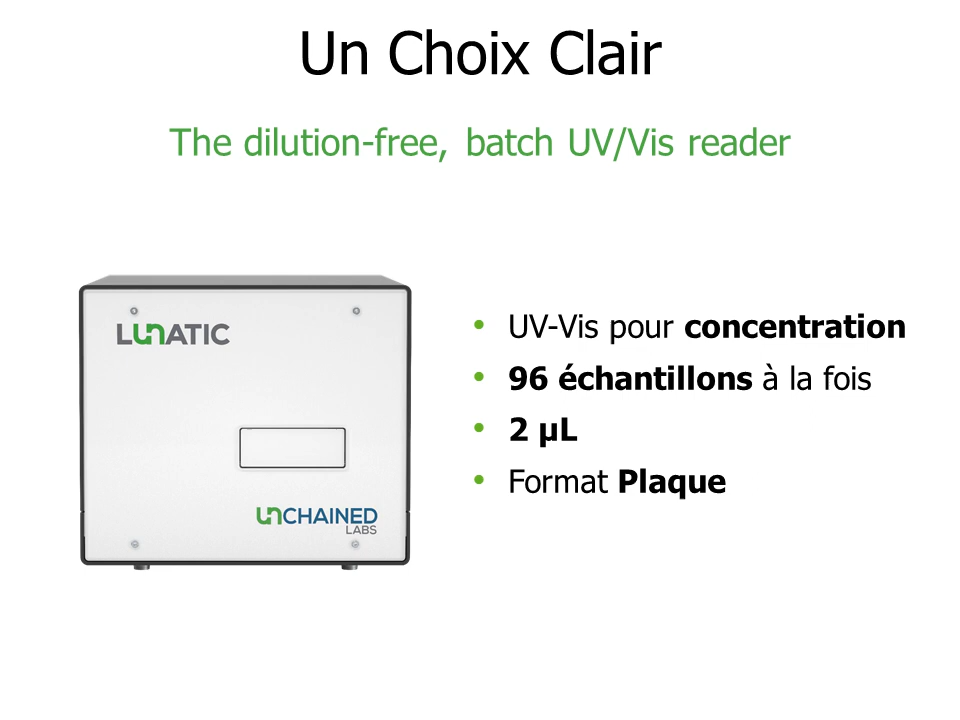 Un Choix Clair
The dilution-free, batch UV/Vis reader
LUNATIC
UNCHAINED
LABS
• UV-Vis pour concentration
• 96 échantillons à la fois
• 2 µL
• Format Plaque